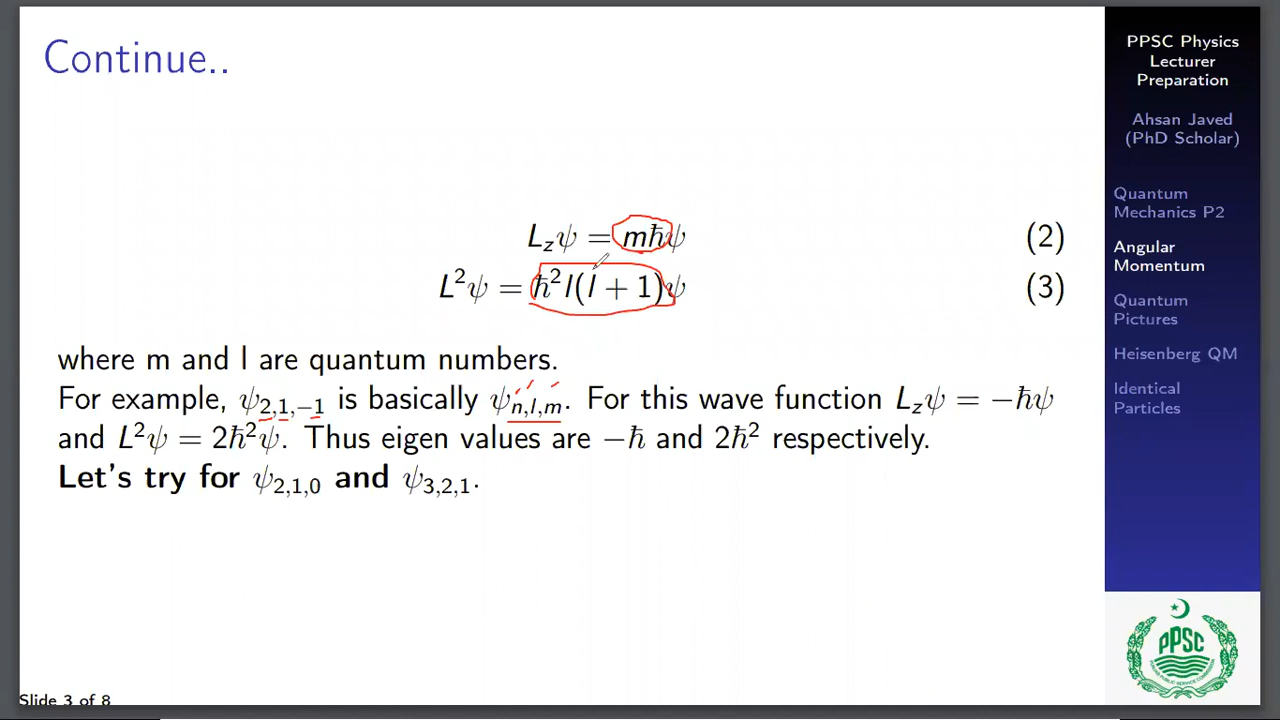 Continue..
L_zψ = mħψ (2)
L²ψ = ħ²l(l + 1)ψ (3)
where m and l are quantum numbers.
For example, ψ_{2,1,−1} is basically ψ_{n,l,m}. For this wave function L_zψ = −ħψ
and L²ψ = 2ħ²ψ. Thus eigen values are −ħ and 2ħ² respectively.
Let's try for ψ_{2,1,0} and ψ_{3,2,1}.
Slide 3 of 8
PPSC Physics
Lecturer
Preparation
Ahsan Javed
(PhD Scholar)
Quantum
Mechanics P2
Angular
Momentum
Quantum
Pictures
Heisenberg QM
Identical
Particles
PPSC